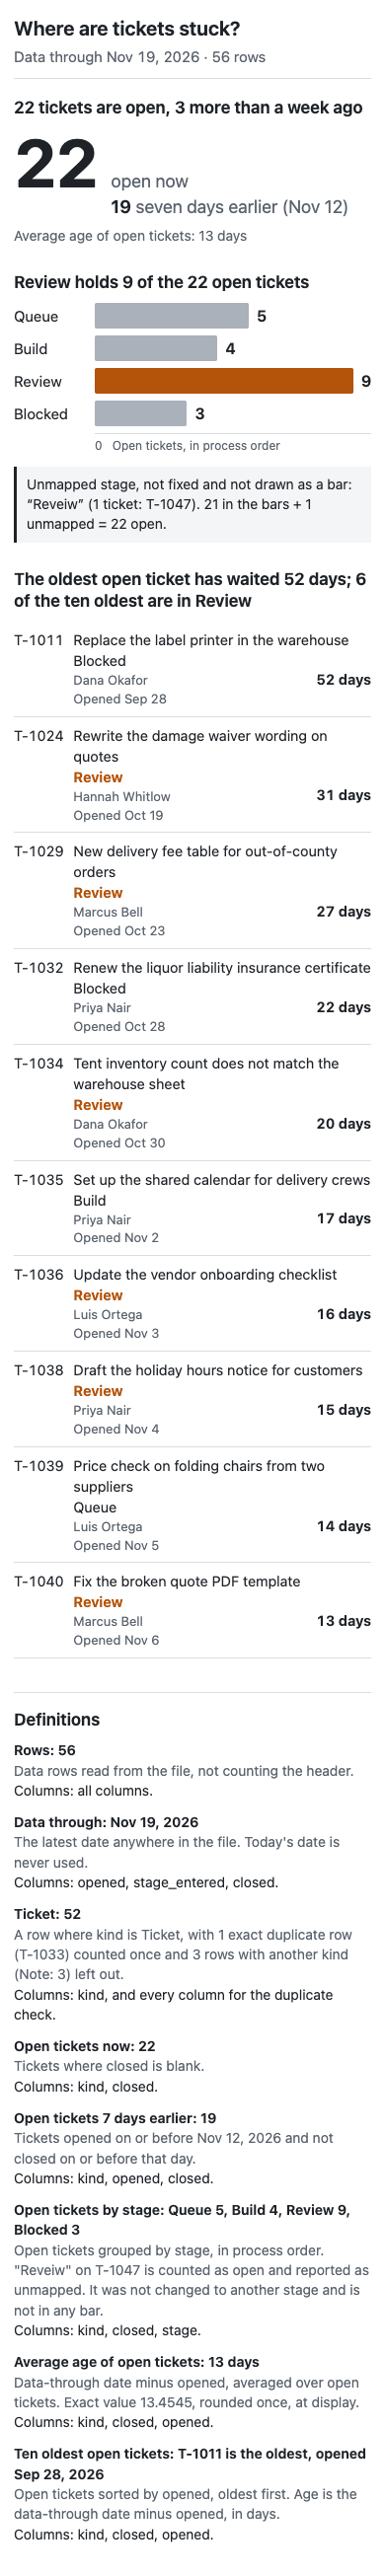 Where are tickets stuck?
Data through Nov 19, 2026 · 56 rows
22 tickets are open, 3 more than a week ago
22 open now
19 seven days earlier (Nov 12)
Average age of open tickets: 13 days
Review holds 9 of the 22 open tickets
Queue 5
Build 4
Review 9
Blocked 3
0 Open tickets, in process order
Unmapped stage, not fixed and not drawn as a bar:
“Reveiw” (1 ticket: T-1047). 21 in the bars + 1
unmapped = 22 open.
The oldest open ticket has waited 52 days; 6
of the ten oldest are in Review
T-1011 Replace the label printer in the warehouse
Blocked
Dana Okafor 52 days
Opened Sep 28
T-1024 Rewrite the damage waiver wording on
quotes
Review
Hannah Whitlow 31 days
Opened Oct 19
T-1029 New delivery fee table for out-of-county
orders
Review
Marcus Bell 27 days
Opened Oct 23
T-1032 Renew the liquor liability insurance certificate
Blocked
Priya Nair 22 days
Opened Oct 28
T-1034 Tent inventory count does not match the
warehouse sheet
Review
Dana Okafor 20 days
Opened Oct 30
T-1035 Set up the shared calendar for delivery crews
Build
Priya Nair 17 days
Opened Nov 2
T-1036 Update the vendor onboarding checklist
Review
Luis Ortega 16 days
Opened Nov 3
T-1038 Draft the holiday hours notice for customers
Review
Priya Nair 15 days
Opened Nov 4
T-1039 Price check on folding chairs from two
suppliers
Queue
Luis Ortega 14 days
Opened Nov 5
T-1040 Fix the broken quote PDF template
Review
Marcus Bell 13 days
Opened Nov 6
Definitions
Rows: 56
Data rows read from the file, not counting the header.
Columns: all columns.
Data through: Nov 19, 2026
The latest date anywhere in the file. Today's date is
never used.
Columns: opened, stage_entered, closed.
Ticket: 52
A row where kind is Ticket, with 1 exact duplicate row
(T-1033) counted once and 3 rows with another kind
(Note: 3) left out.
Columns: kind, and every column for the duplicate
check.
Open tickets now: 22
Tickets where closed is blank.
Columns: kind, closed.
Open tickets 7 days earlier: 19
Tickets opened on or before Nov 12, 2026 and not
closed on or before that day.
Columns: kind, opened, closed.
Open tickets by stage: Queue 5, Build 4, Review 9,
Blocked 3
Open tickets grouped by stage, in process order.
"Reveiw" on T-1047 is counted as open and reported as
unmapped. It was not changed to another stage and is
not in any bar.
Columns: kind, closed, stage.
Average age of open tickets: 13 days
Data-through date minus opened, averaged over open
tickets. Exact value 13.4545, rounded once, at display.
Columns: kind, closed, opened.
Ten oldest open tickets: T-1011 is the oldest, opened
Sep 28, 2026
Open tickets sorted by opened, oldest first. Age is the
data-through date minus opened, in days.
Columns: kind, closed, opened.